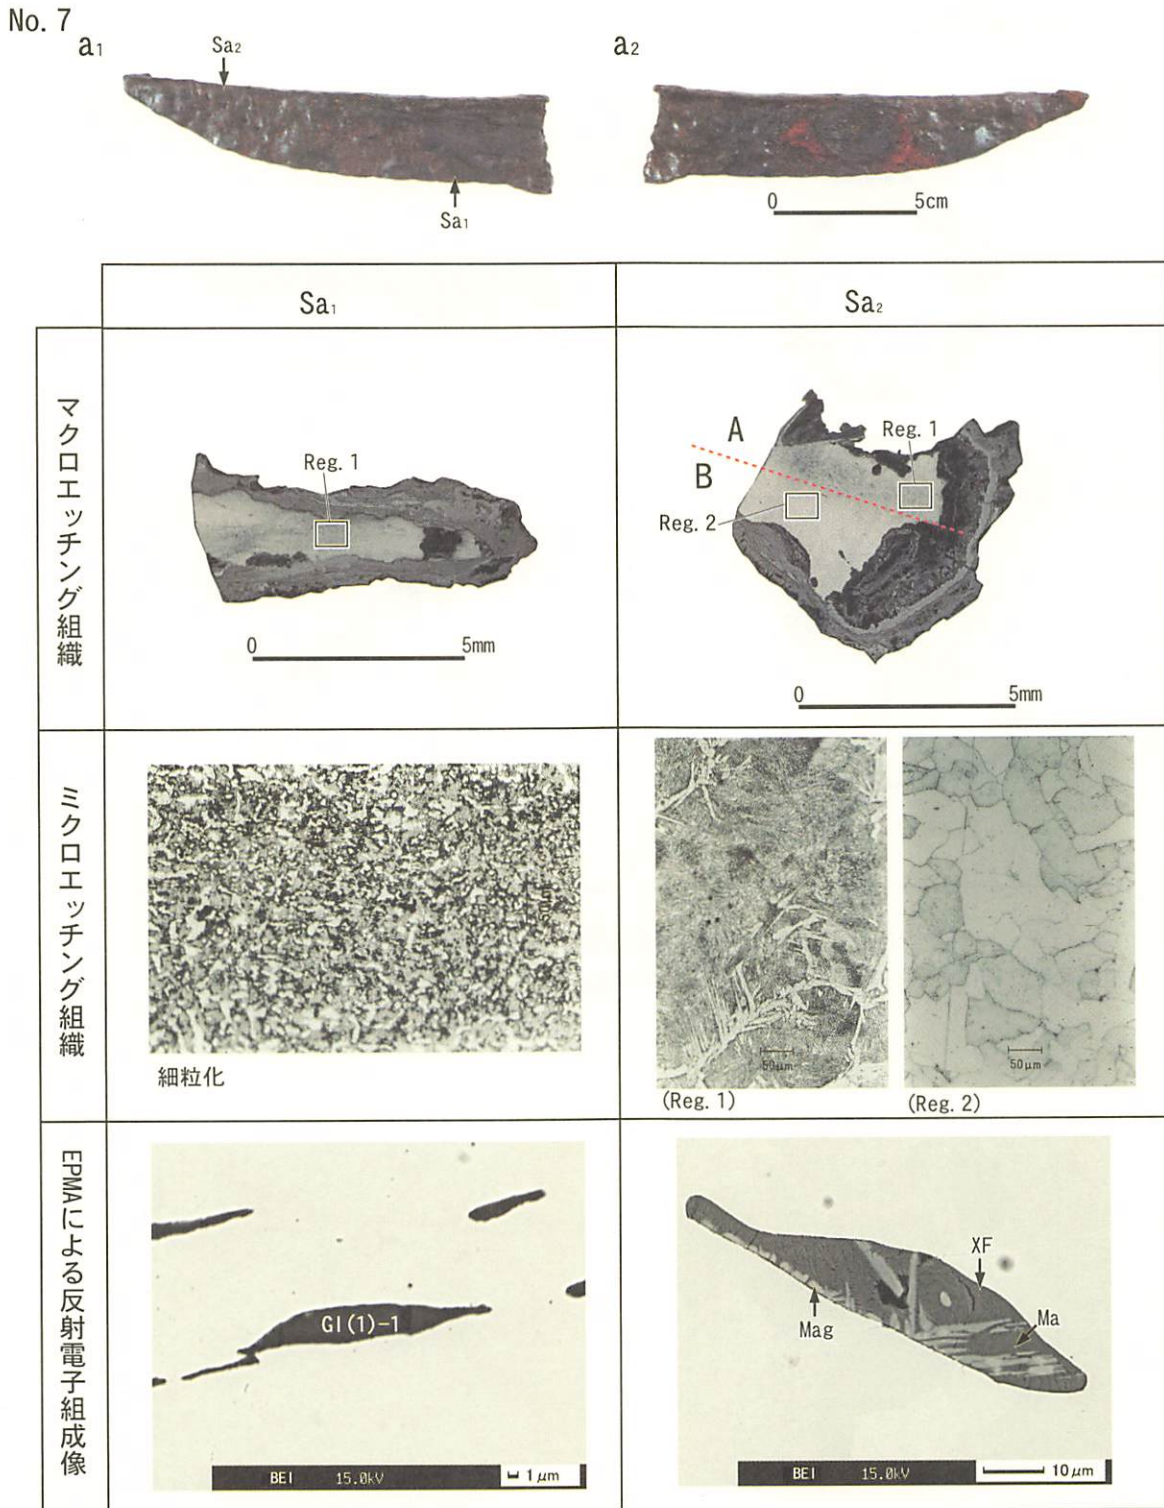 No. 7
a1
Sa2
a2
Sa1
0 5cm
Sa1
Sa2
マクロエッチング組織
Reg. 1
0 5mm
A
B
Reg. 1
Reg. 2
0 5mm
ミクロエッチング組織
細粒化
50μm
(Reg. 1)
50μm
(Reg. 2)
EPMAによる反射電子組成像
GI(1)-1
BEI 15.0kV 1μm
XF
Mag
Ma
BEI 15.0kV 10μm